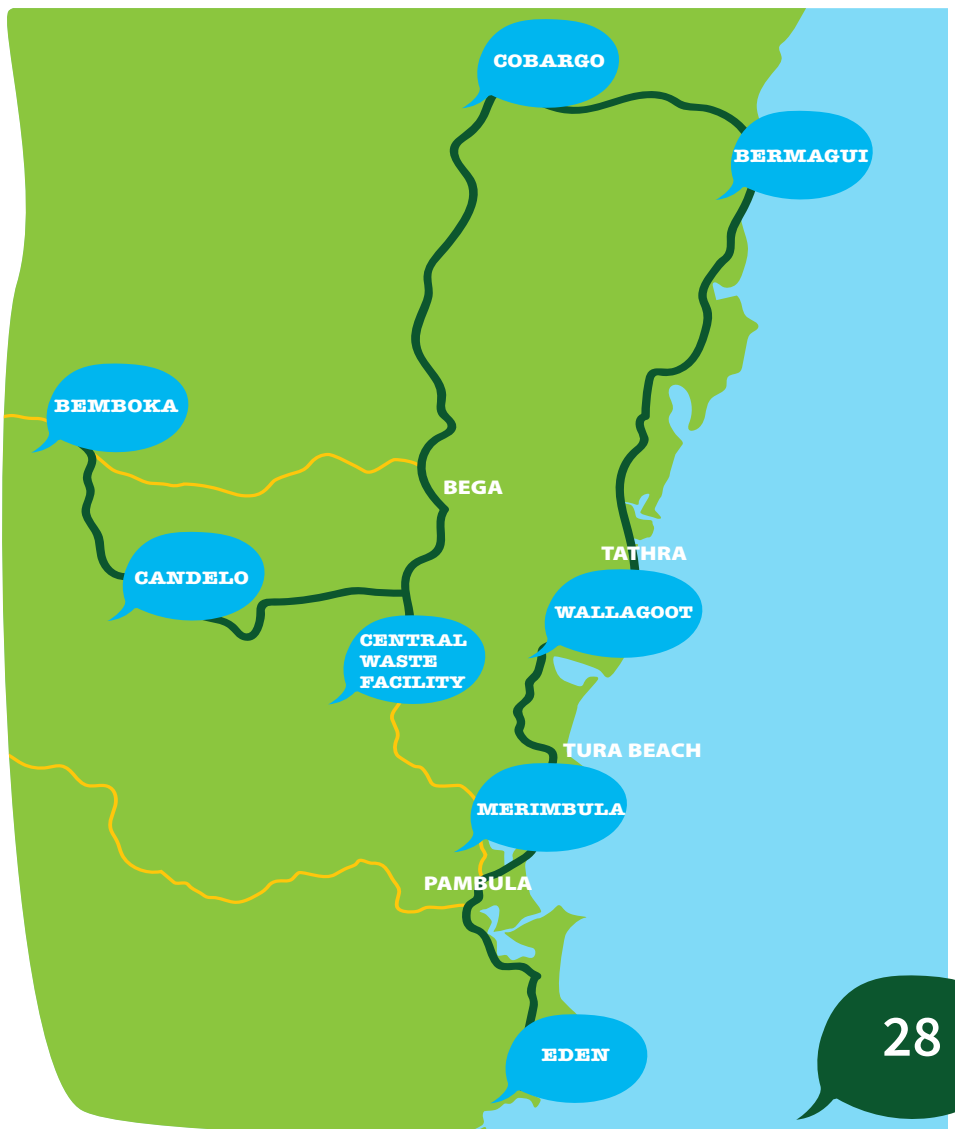 COBARGO
BERMAGUI
BEMBOKA
BEGA
TATHRA
CANDELO
WALLAGOOT
CENTRAL
WASTE
FACILITY
TURA BEACH
MERIMBULA
PAMBULA
EDEN
28